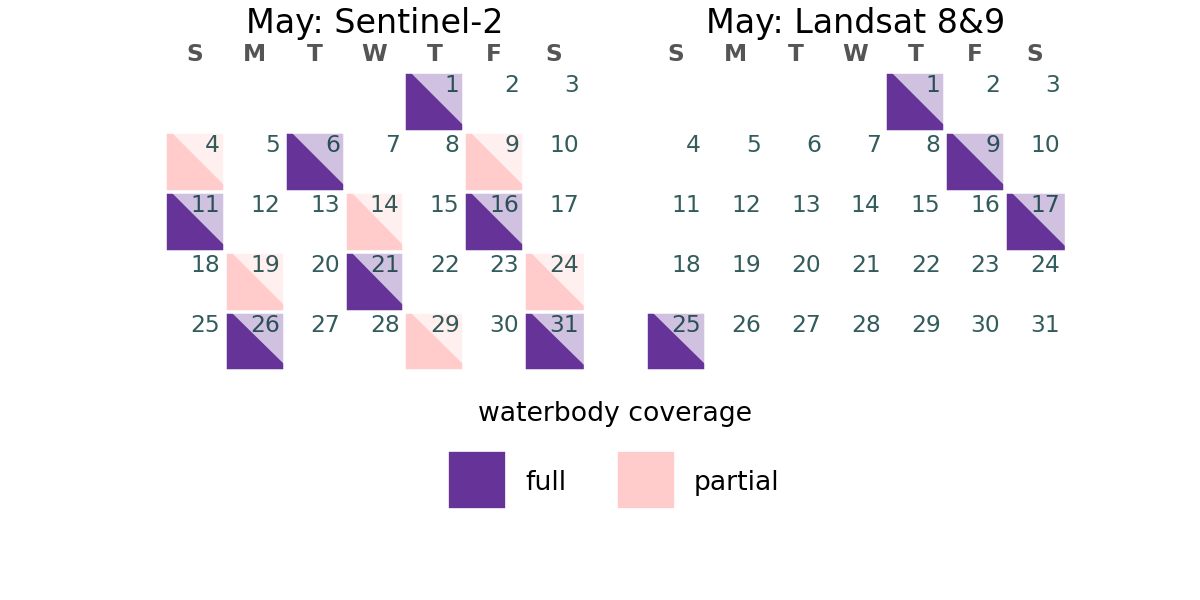 May: Sentinel-2
S M T W T F S
1 2 3
4 5 6 7 8 9 10
11 12 13 14 15 16 17
18 19 20 21 22 23 24
25 26 27 28 29 30 31
May: Landsat 8&9
S M T W T F S
1 2 3
4 5 6 7 8 9 10
11 12 13 14 15 16 17
18 19 20 21 22 23 24
25 26 27 28 29 30 31
waterbody coverage
full partial